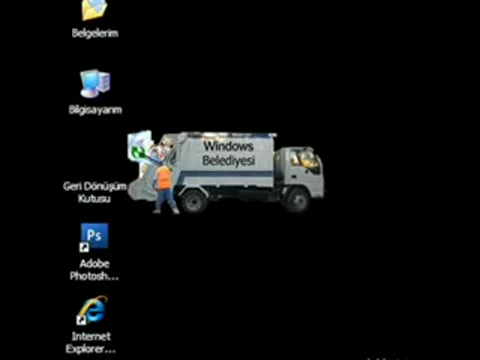 Belgelerim
Bilgisayarım
Windows
Belediyesi
Geri Dönüşüm
Kutusu
Ps
Adobe
Photosh...
Internet
Explorer...